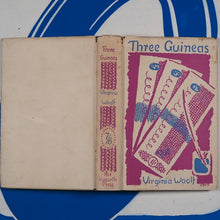 Three
Guineas
Virginia
Woolf
7/6
the
Hogarth
Press
Three Guineas
Virginia Woolf